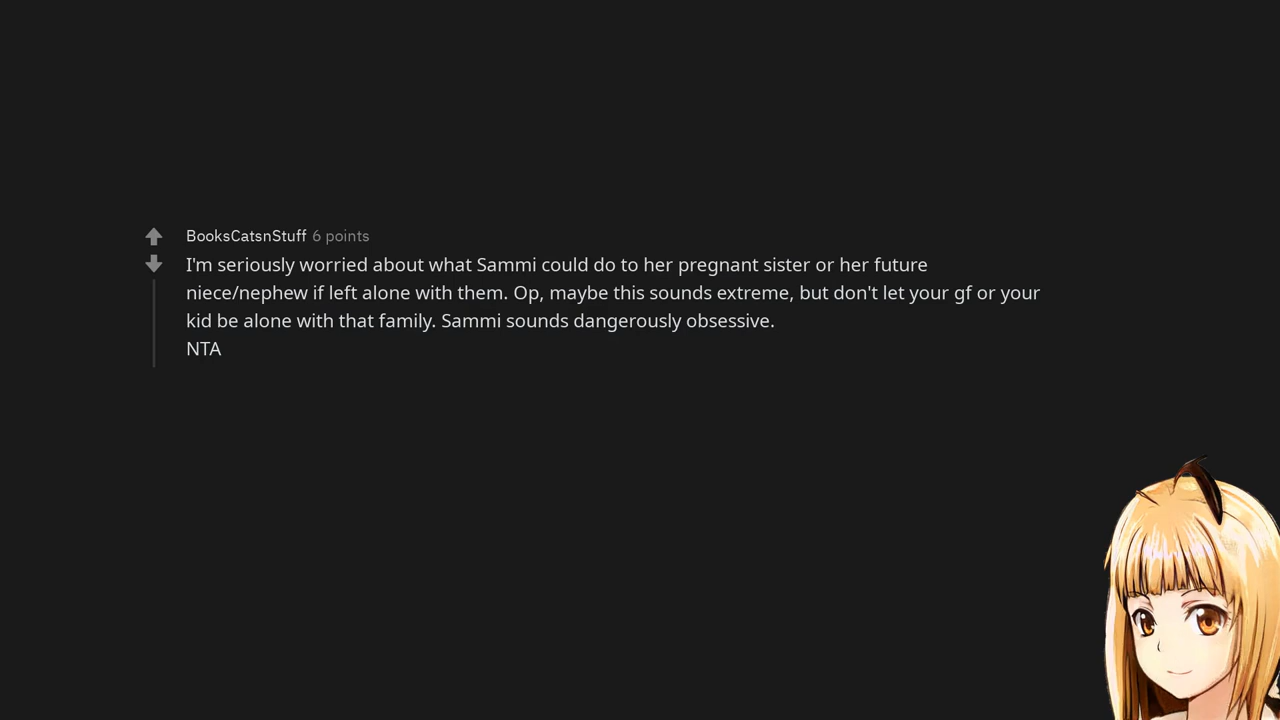 BooksCatsnStuff 6 points
I'm seriously worried about what Sammi could do to her pregnant sister or her future
niece/nephew if left alone with them. Op, maybe this sounds extreme, but don't let your gf or your
kid be alone with that family. Sammi sounds dangerously obsessive.
NTA